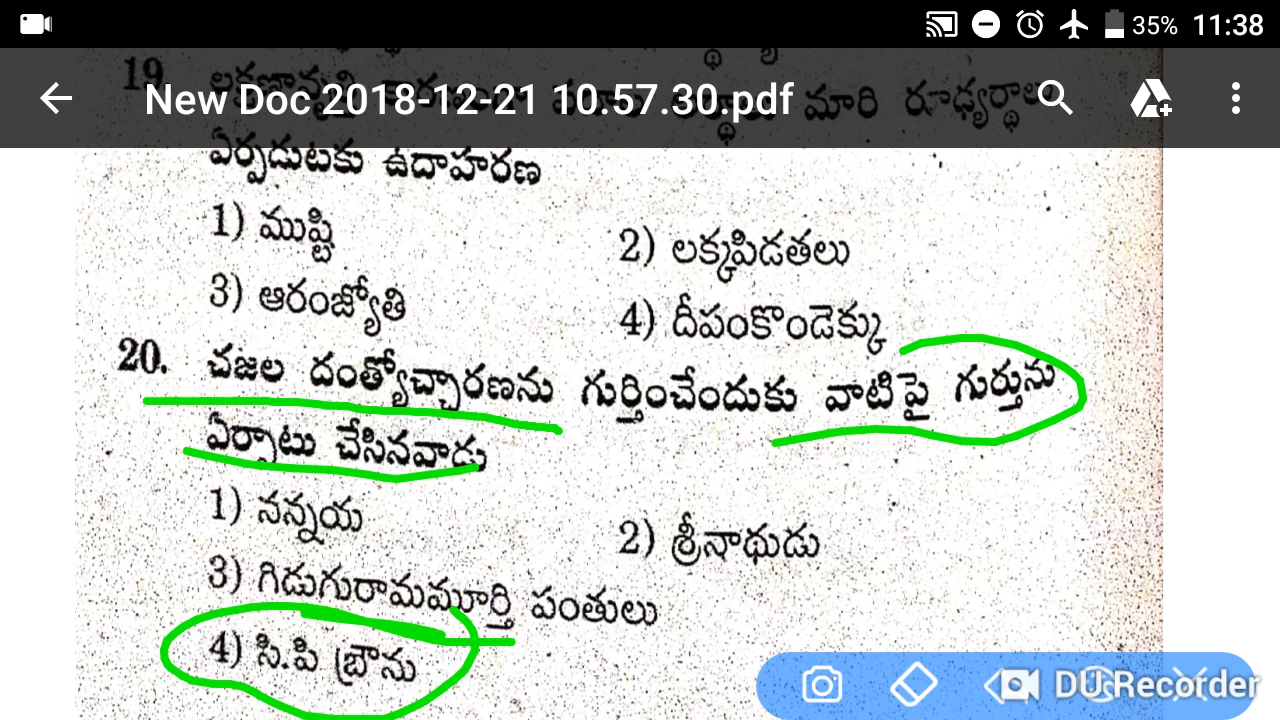 35% 11:38
New Doc 2018-12-21 10.57.30.pdf
19. మారి రూఢ్యర్థాల
ఏర్పడుటకు ఉదాహరణ
1) ముష్టి 2) లక్కపిడతలు
3) ఆరంజ్యోతి 4) దీపంకొండెక్కు
20. చజల దంత్యోచ్చారణను గుర్తించేందుకు వాటిపై గుర్తును
ఏర్పాటు చేసినవాడు
1) నన్నయ 2) శ్రీనాథుడు
3) గిడుగురామమూర్తి పంతులు
4) సి.పి బ్రౌను
DU Recorder